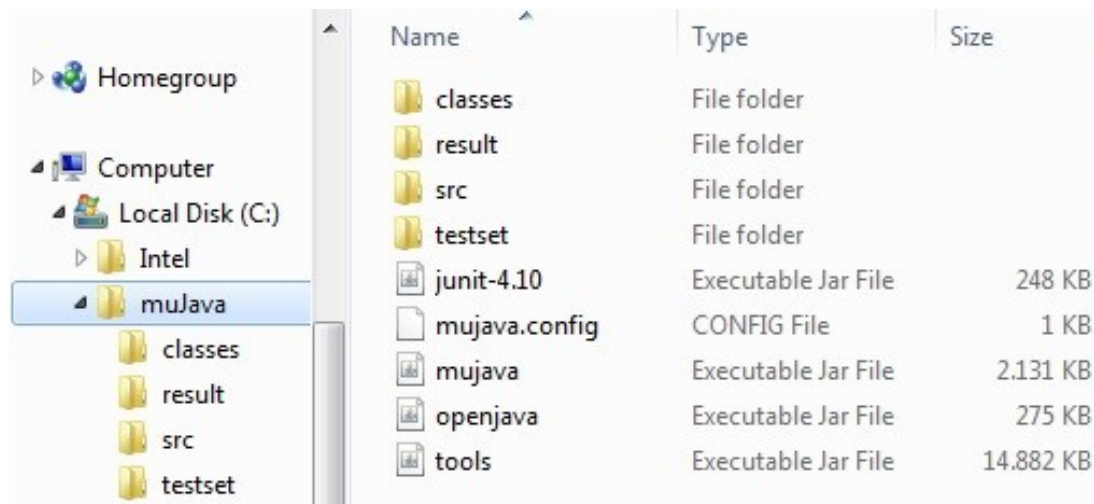 Homegroup
Computer
Local Disk (C:)
Intel
muJava
classes
result
src
testset
Name Type Size
classes File folder
result File folder
src File folder
testset File folder
junit-4.10 Executable Jar File 248 KB
mujava.config CONFIG File 1 KB
mujava Executable Jar File 2.131 KB
openjava Executable Jar File 275 KB
tools Executable Jar File 14.882 KB